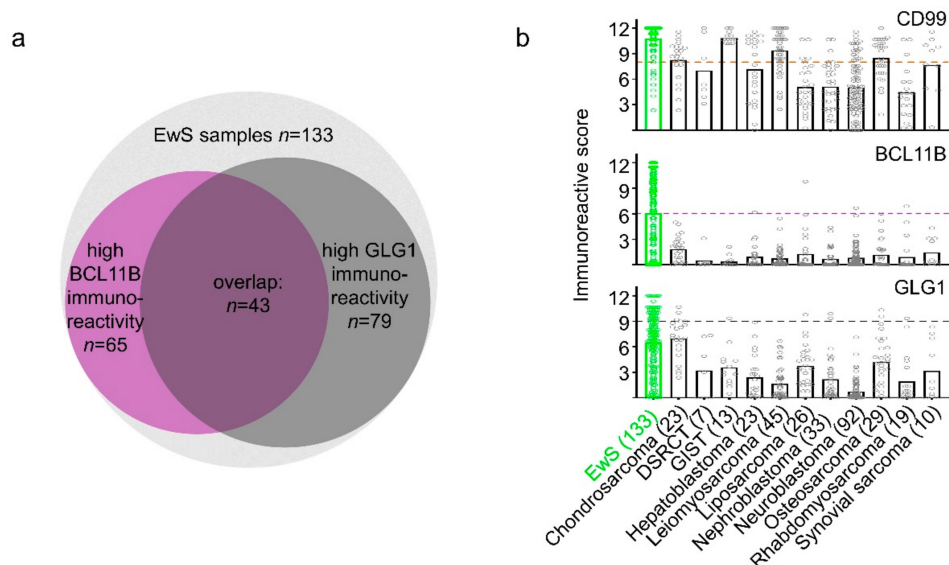 a
EwS samples n=133
high
BCL11B
immuno-
reactivity
n=65
overlap:
n=43
high GLG1
immuno-
reactivity
n=79
b
Immunoreactive score
CD99
12
9
6
3
BCL11B
12
9
6
3
GLG1
12
9
6
3
EwS (133)
Chondrosarcoma (23)
DSRCT (7)
GIST (13)
Hepatoblastoma (23)
Leiomyosarcoma (45)
Liposarcoma (26)
Nephroblastoma (33)
Neuroblastoma (92)
Osteosarcoma (29)
Rhabdomyosarcoma (19)
Synovial sarcoma (10)